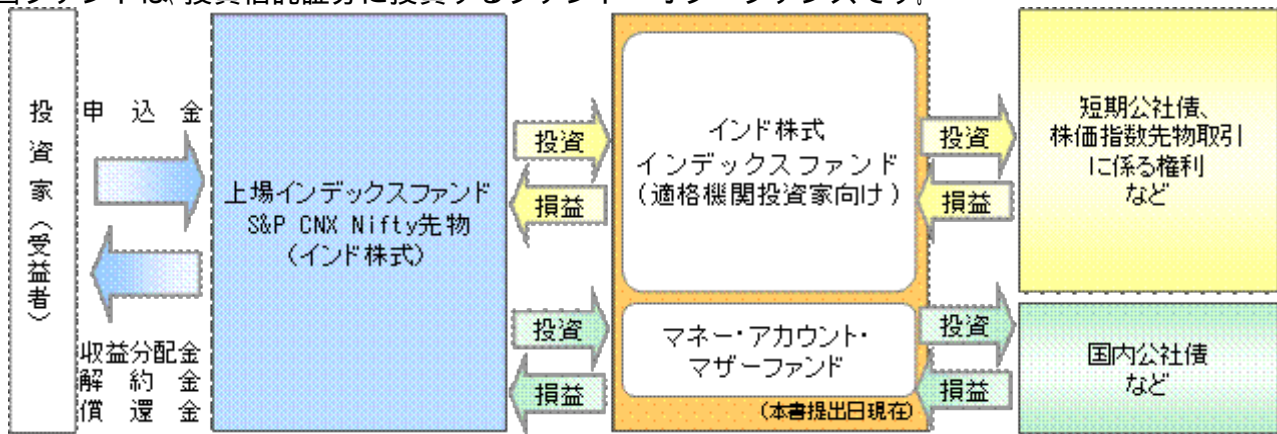 当ファンドは、投資信託証券に投資するファンド・オブ・ファンズです。
投資家（受益者）
申込金
収益分配金
解約金
償還金
上場インデックスファンド
S&P CNX Nifty先物
（インド株式）
投資
損益
投資
損益
インド株式
インデックスファンド
（適格機関投資家向け）
マネー・アカウント・
マザーファンド
（本書提出日現在）
投資
損益
投資
損益
短期公社債、
株価指数先物取引
に係る権利
など
国内公社債
など